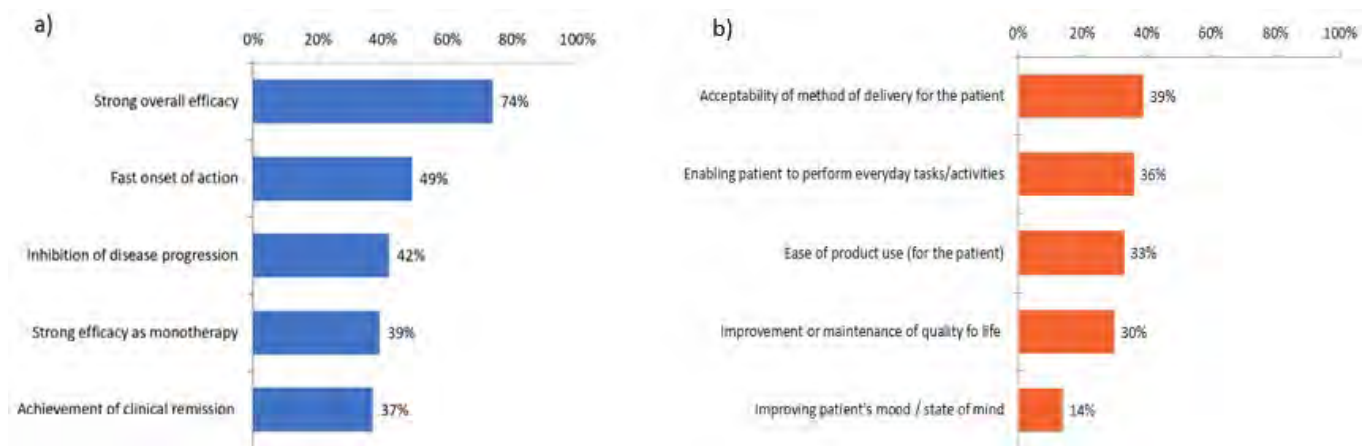 a)
0% 20% 40% 60% 80% 100%
Strong overall efficacy 74%
Fast onset of action 49%
Inhibition of disease progression 42%
Strong efficacy as monotherapy 39%
Achievement of clinical remission 37%
b)
0% 20% 40% 60% 80% 100%
Acceptability of method of delivery for the patient 39%
Enabling patient to perform everyday tasks/activities 36%
Ease of product use (for the patient) 33%
Improvement or maintenance of quality fo life 30%
Improving patient's mood / state of mind 14%